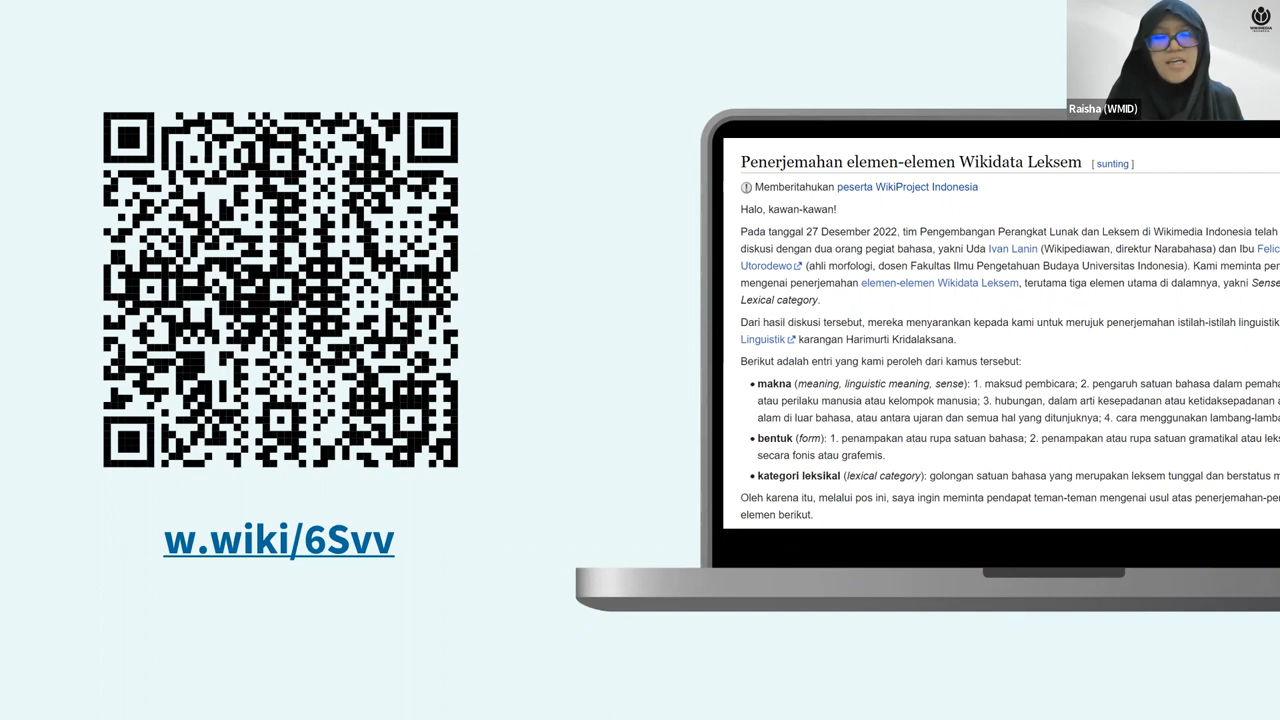 WIKIMEDIA
INDONESIA
Raisha (WMID)
Penerjemahan elemen-elemen Wikidata Leksem [ sunting ]
Memberitahukan peserta WikiProject Indonesia
Halo, kawan-kawan!
Pada tanggal 27 Desember 2022, tim Pengembangan Perangkat Lunak dan Leksem di Wikimedia Indonesia telah
diskusi dengan dua orang pegiat bahasa, yakni Uda Ivan Lanin (Wikipediawan, direktur Narabahasa) dan Ibu Felic
Utorodewo (ahli morfologi, dosen Fakultas Ilmu Pengetahuan Budaya Universitas Indonesia). Kami meminta pen
mengenai penerjemahan elemen-elemen Wikidata Leksem, terutama tiga elemen utama di dalamnya, yakni Sense
Lexical category.
Dari hasil diskusi tersebut, mereka menyarankan kepada kami untuk merujuk penerjemahan istilah-istilah linguistik
Linguistik karangan Harimurti Kridalaksana.
Berikut adalah entri yang kami peroleh dari kamus tersebut:
• makna (meaning, linguistic meaning, sense): 1. maksud pembicara; 2. pengaruh satuan bahasa dalam pemaha
atau perilaku manusia atau kelompok manusia; 3. hubungan, dalam arti kesepadanan atau ketidaksepadanan a
alam di luar bahasa, atau antara ujaran dan semua hal yang ditunjuknya; 4. cara menggunakan lambang-lamba
• bentuk (form): 1. penampakan atau rupa satuan bahasa; 2. penampakan atau rupa satuan gramatikal atau leks
secara fonis atau grafemis.
• kategori leksikal (lexical category): golongan satuan bahasa yang merupakan leksem tunggal dan berstatus m
Oleh karena itu, melalui pos ini, saya ingin meminta pendapat teman-teman mengenai usul atas penerjemahan-pe
elemen berikut.
w.wiki/6Svv